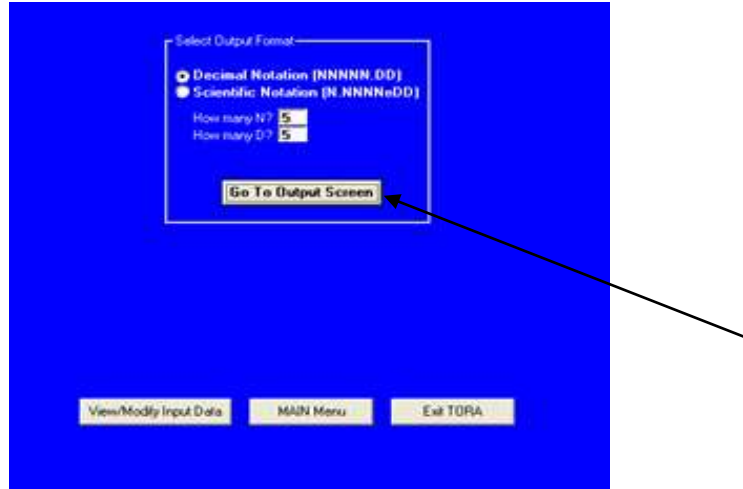 Select Output Format
Decimal Notation (NNNNN.DD)
Scientific Notation (N.NNNNeDD)
How many N? 5
How many D? 5
Go To Output Screen
View/Modify Input Data MAIN Menu Exit TORA